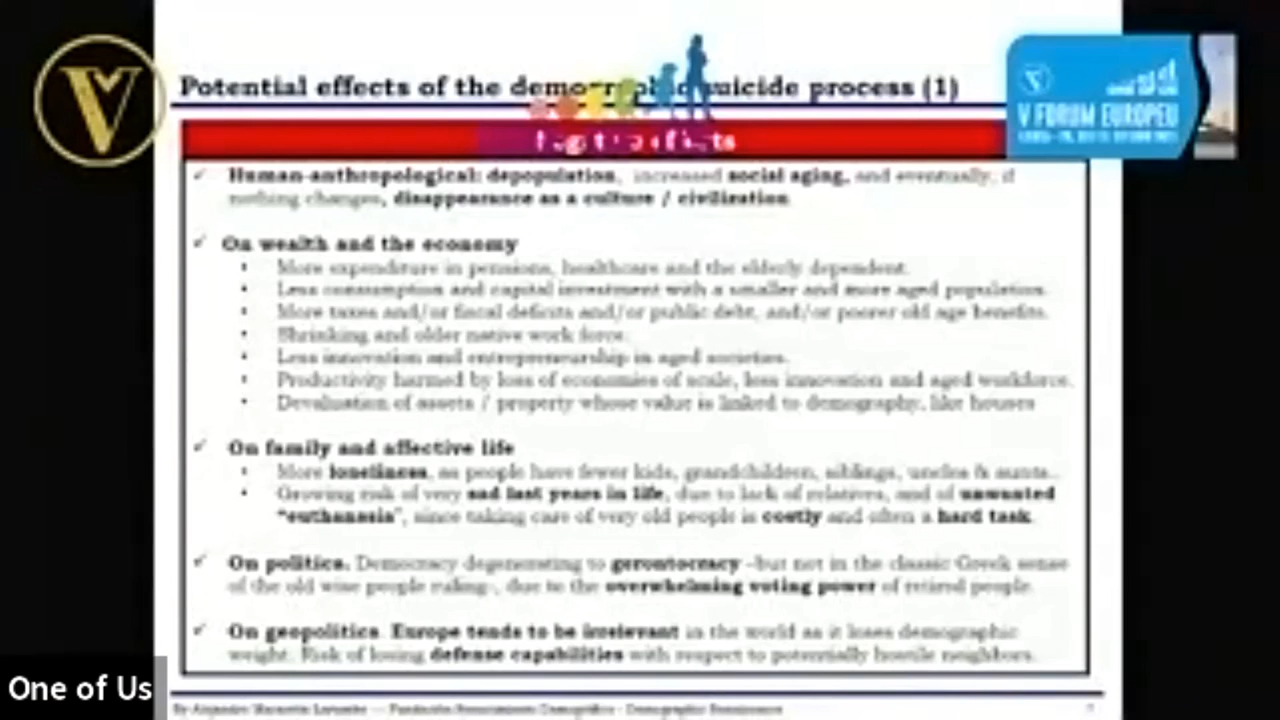 Potential effects of the demographic suicide process (1)
V FORUM EUROPEU
✓ Human-anthropological: depopulation, increased social aging, and eventually, if
nothing changes, disappearance as a culture / civilization
✓ On wealth and the economy
• More expenditure in pensions, healthcare and the elderly dependent.
• Less consumption and capital investment with a smaller and more aged population.
• More taxes and/or fiscal deficits and/or public debt, and/or poorer old age benefits.
• Shrinking and older native work force.
• Less innovation and entrepreneurship in aged societies.
• Productivity harmed by loss of economies of scale, less innovation and aged workforce.
• Devaluation of assets / property whose value is linked to demography, like houses
✓ On family and affective life
• More loneliness, as people have fewer kids, grandchildren, siblings, uncles & aunts..
• Growing risk of very sad last years in life, due to lack of relatives, and of unwanted
"euthanasia", since taking care of very old people is costly and often a hard task.
✓ On politics. Democracy degenerating to gerontocracy –but not in the classic Greek sense
of the old wise people ruling-, due to the overwhelming voting power of retired people.
✓ On geopolitics. Europe tends to be irrelevant in the world as it loses demographic
weight. Risk of losing defense capabilities with respect to potentially hostile neighbors.
One of Us